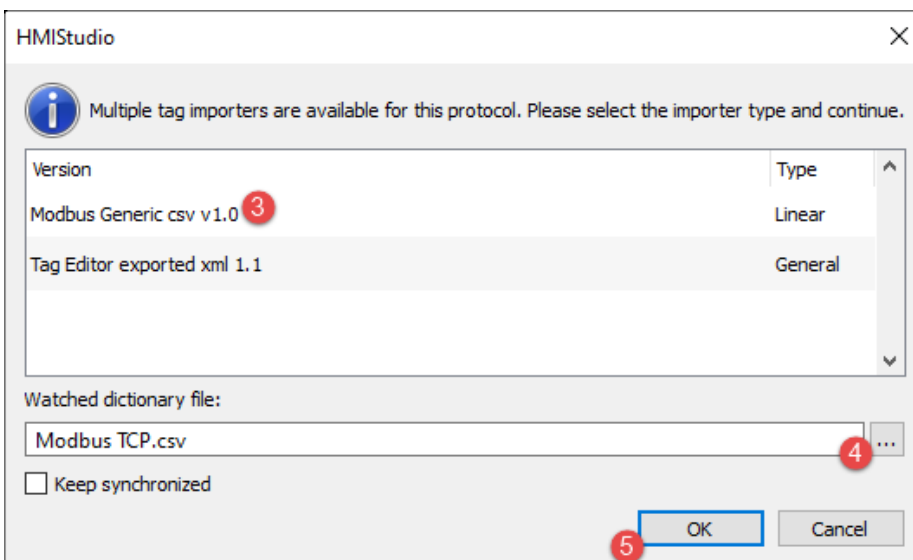 HMIStudio
Multiple tag importers are available for this protocol. Please select the importer type and continue.
Version Type
Modbus Generic csv v1.0 3 Linear
Tag Editor exported xml 1.1 General
Watched dictionary file:
Modbus TCP.csv ...
4
Keep synchronized
OK Cancel
5